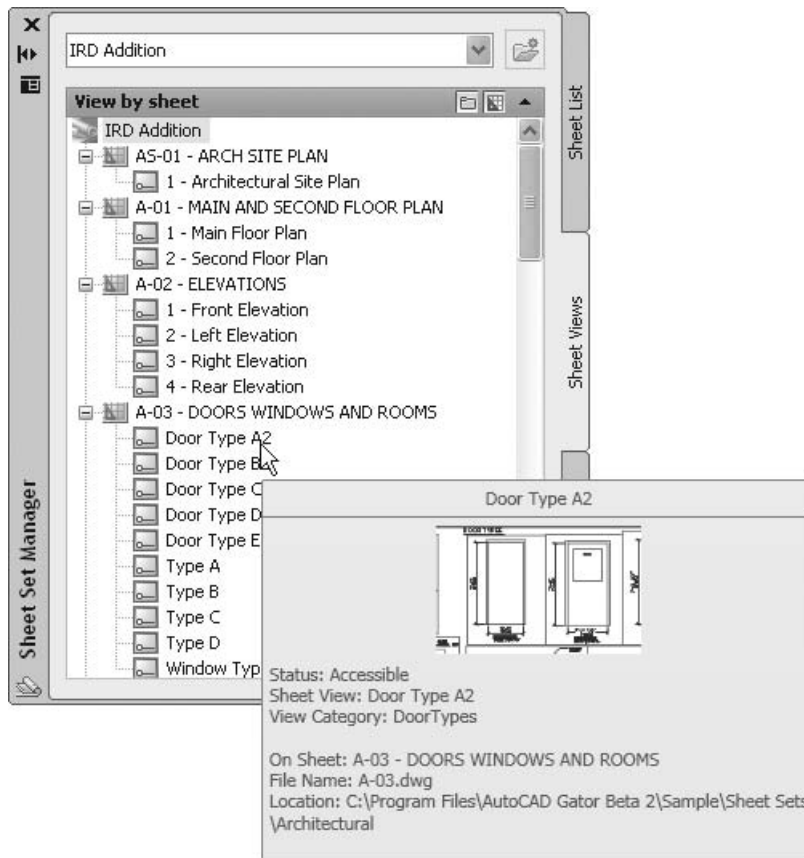 IRD Addition
View by sheet
IRD Addition
AS-01 - ARCH SITE PLAN
1 - Architectural Site Plan
A-01 - MAIN AND SECOND FLOOR PLAN
1 - Main Floor Plan
2 - Second Floor Plan
A-02 - ELEVATIONS
1 - Front Elevation
2 - Left Elevation
3 - Right Elevation
4 - Rear Elevation
A-03 - DOORS WINDOWS AND ROOMS
Door Type A2
Door Type B
Door Type C
Door Type D
Door Type E
Type A
Type B
Type C
Type D
Window Typ
Sheet List
Sheet Views
Sheet Set Manager
Door Type A2
DOOR TYPES
Status: Accessible
Sheet View: Door Type A2
View Category: DoorTypes
On Sheet: A-03 - DOORS WINDOWS AND ROOMS
File Name: A-03.dwg
Location: C:\Program Files\AutoCAD Gator Beta 2\Sample\Sheet Sets
\Architectural